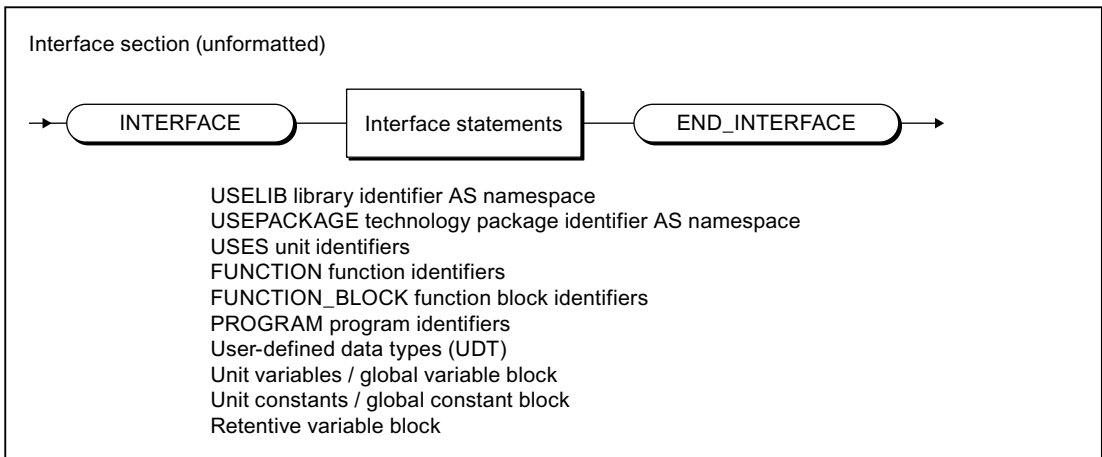 Interface section (unformatted)
INTERFACE
Interface statements
END_INTERFACE
USELIB library identifier AS namespace
USEPACKAGE technology package identifier AS namespace
USES unit identifiers
FUNCTION function identifiers
FUNCTION_BLOCK function block identifiers
PROGRAM program identifiers
User-defined data types (UDT)
Unit variables / global variable block
Unit constants / global constant block
Retentive variable block